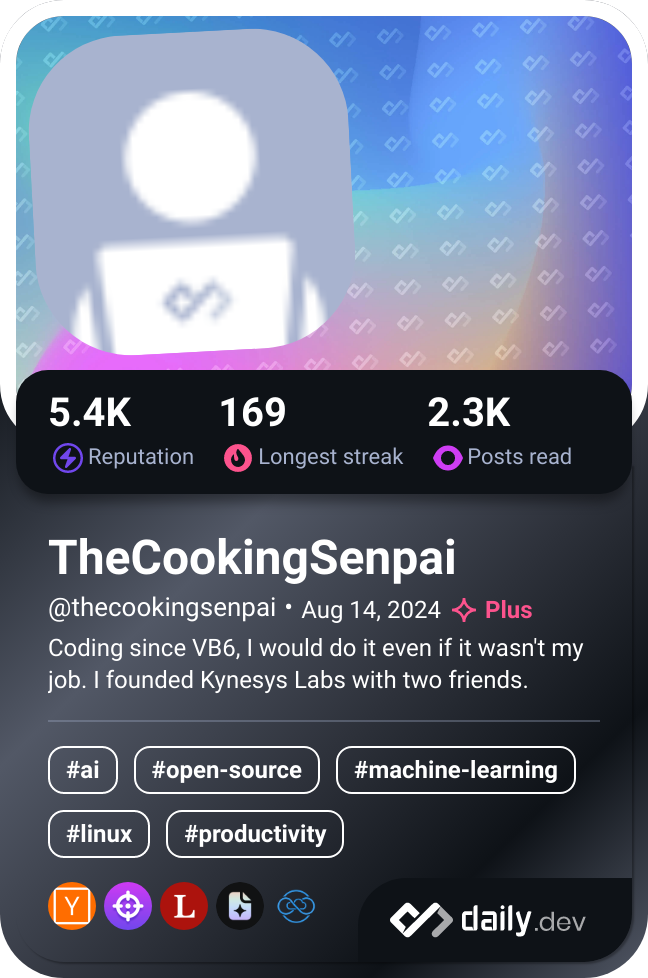 5.4K 169 2.3K
Reputation Longest streak Posts read
TheCookingSenpai
@thecookingsenpai • Aug 14, 2024 Plus
Coding since VB6, I would do it even if it wasn't my
job. I founded Kynesys Labs with two friends.
#ai #open-source #machine-learning
#linux #productivity
Y L
daily.dev